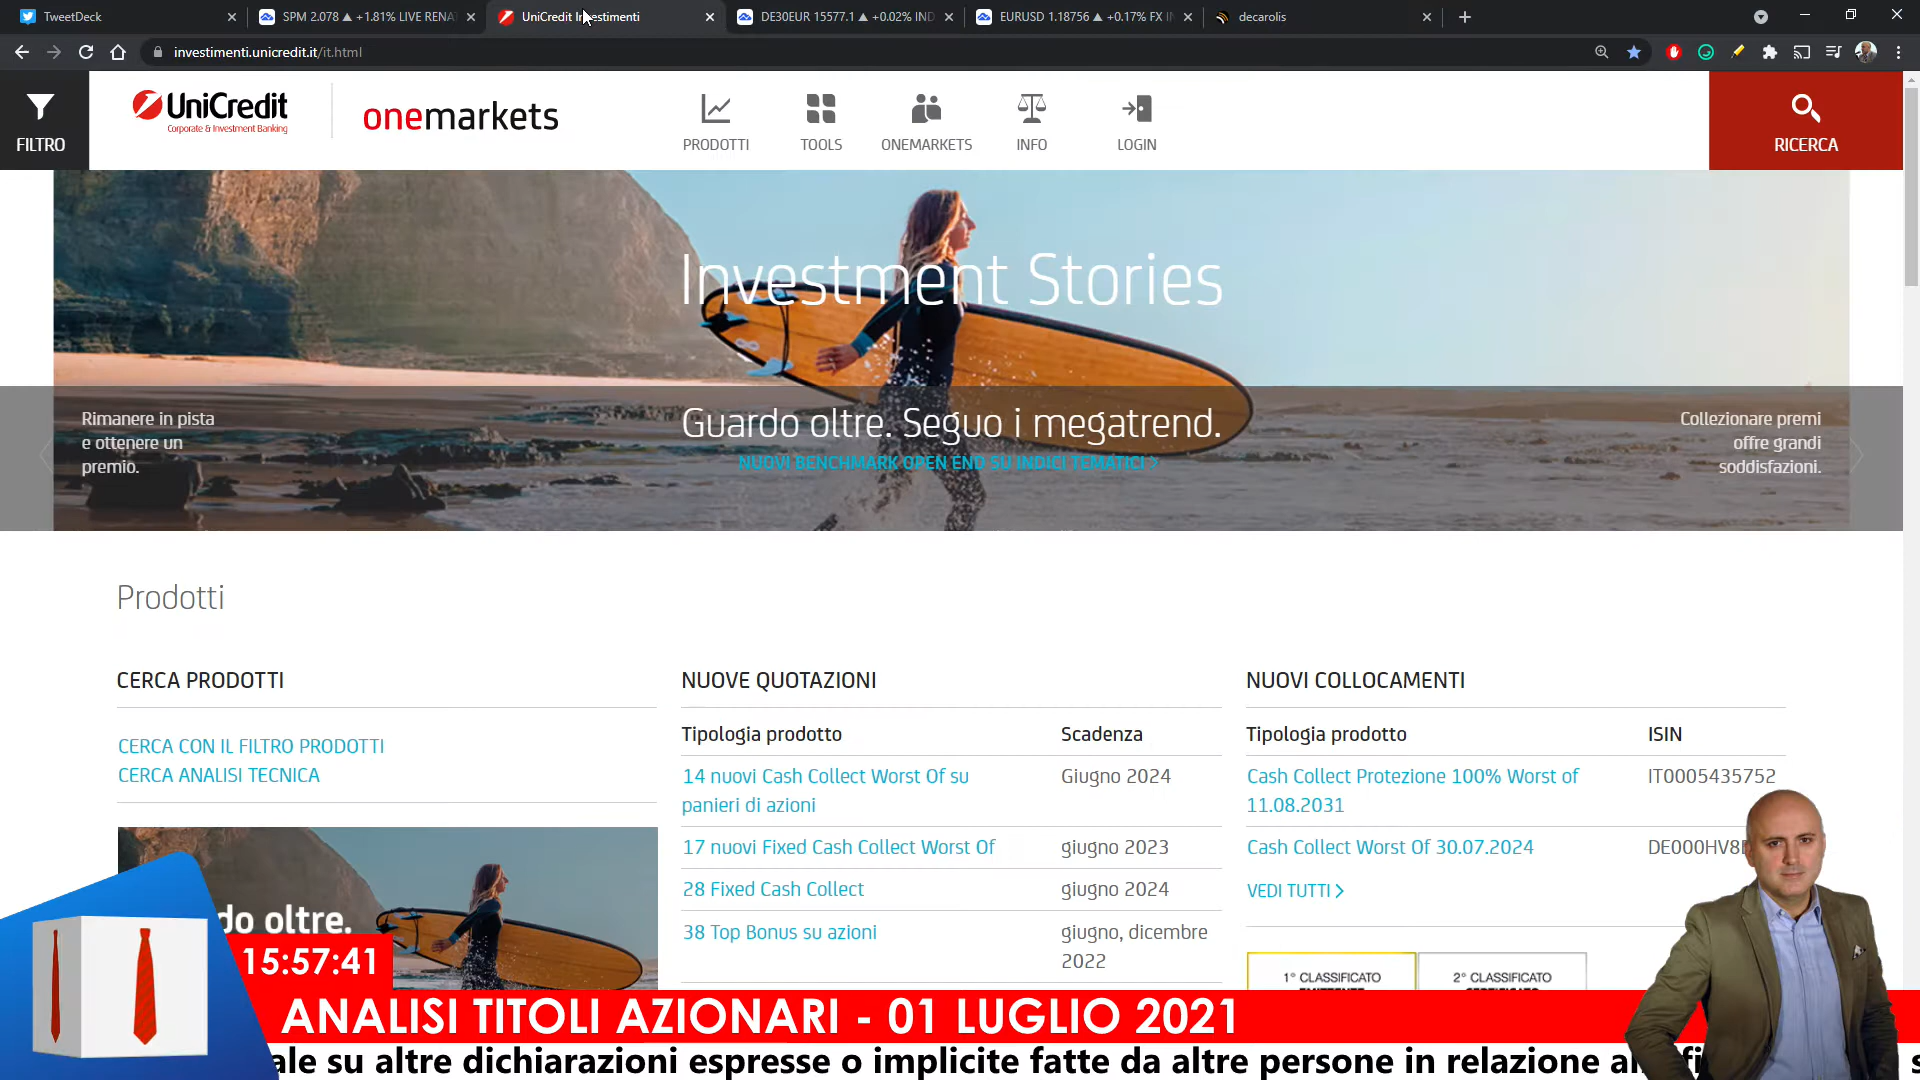 TweetDeck
SPM 2.078 ▲ +1.81% LIVE RENA
UniCredit Investimenti
DE30EUR 15577.1 ▲ +0.02% IND
EURUSD 1.18756 ▲ +0.17% FX I
decarolis
investimenti.unicredit.it/it.html
FILTRO
UniCredit
Corporate & Investment Banking
onemarkets
PRODOTTI
TOOLS
ONEMARKETS
INFO
LOGIN
RICERCA
Investment Stories
Rimanere in pista
e ottenere un
premio.
Guardo oltre. Seguo i megatrend.
NUOVI BENCHMARK OPEN END SU INDICI TEMATICI >
Collezionare premi
offre grandi
soddisfazioni.
Prodotti
CERCA PRODOTTI
CERCA CON IL FILTRO PRODOTTI
CERCA ANALISI TECNICA
do oltre.
NUOVE QUOTAZIONI
Tipologia prodotto Scadenza
14 nuovi Cash Collect Worst Of su Giugno 2024
panieri di azioni
17 nuovi Fixed Cash Collect Worst Of giugno 2023
28 Fixed Cash Collect giugno 2024
38 Top Bonus su azioni giugno, dicembre
2022
NUOVI COLLOCAMENTI
Tipologia prodotto ISIN
Cash Collect Protezione 100% Worst of IT0005435752
11.08.2031
Cash Collect Worst Of 30.07.2024 DE000HV8
VEDI TUTTI >
1° CLASSIFICATO
2° CLASSIFICATO
15:57:41
ANALISI TITOLI AZIONARI - 01 LUGLIO 2021
ale su altre dichiarazioni espresse o implicite fatte da altre persone in relazione